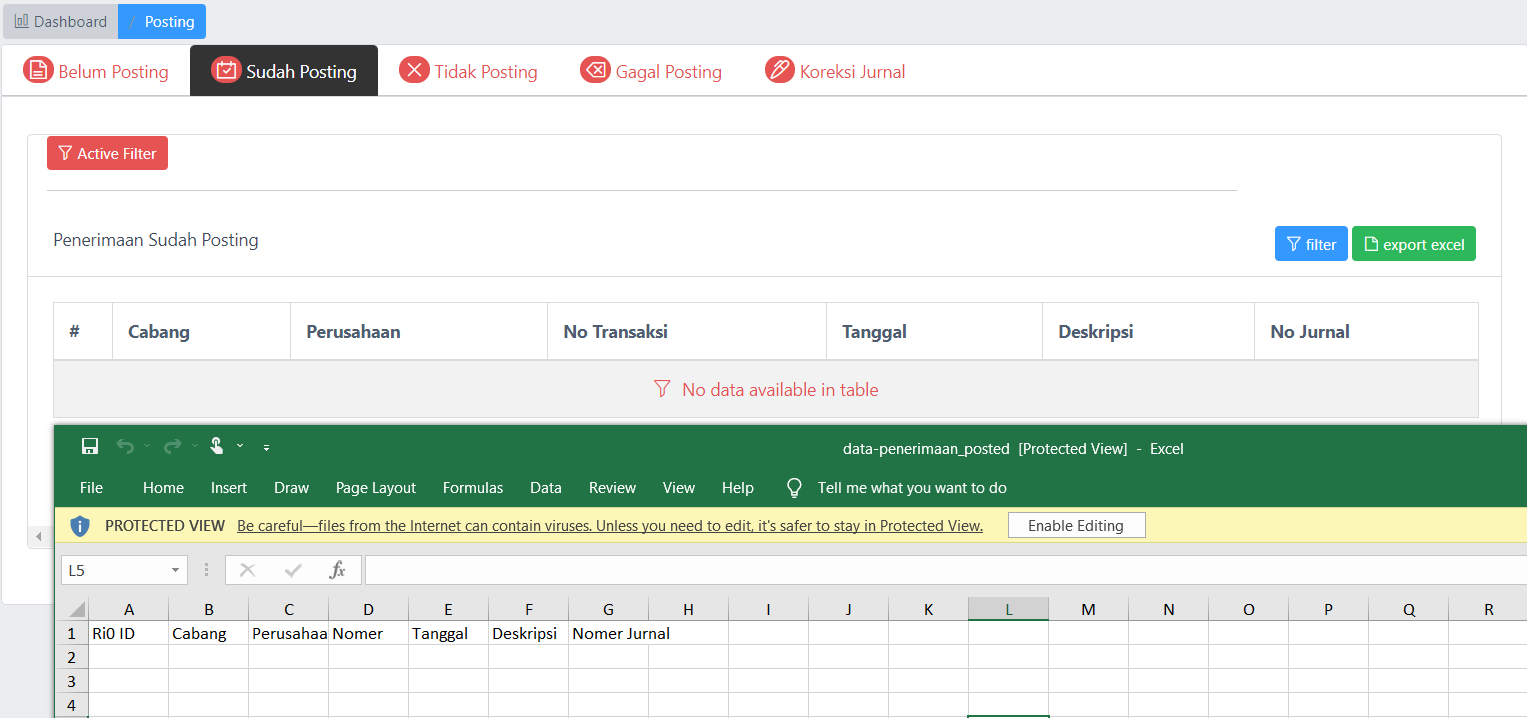 Dashboard / Posting
Belum Posting Sudah Posting Tidak Posting Gagal Posting Koreksi Jurnal
Active Filter
Penerimaan Sudah Posting
filter export excel
# Cabang Perusahaan No Transaksi Tanggal Deskripsi No Jurnal
No data available in table
data-penerimaan_posted [Protected View] - Excel
File Home Insert Draw Page Layout Formulas Data Review View Help Tell me what you want to do
PROTECTED VIEW Be careful—files from the Internet can contain viruses. Unless you need to edit, it's safer to stay in Protected View. Enable Editing
L5 fx
A B C D E F G H I J K L M N O P Q R
1 Ri0 ID Cabang Perusahaa Nomer Tanggal Deskripsi Nomer Jurnal
2
3
4